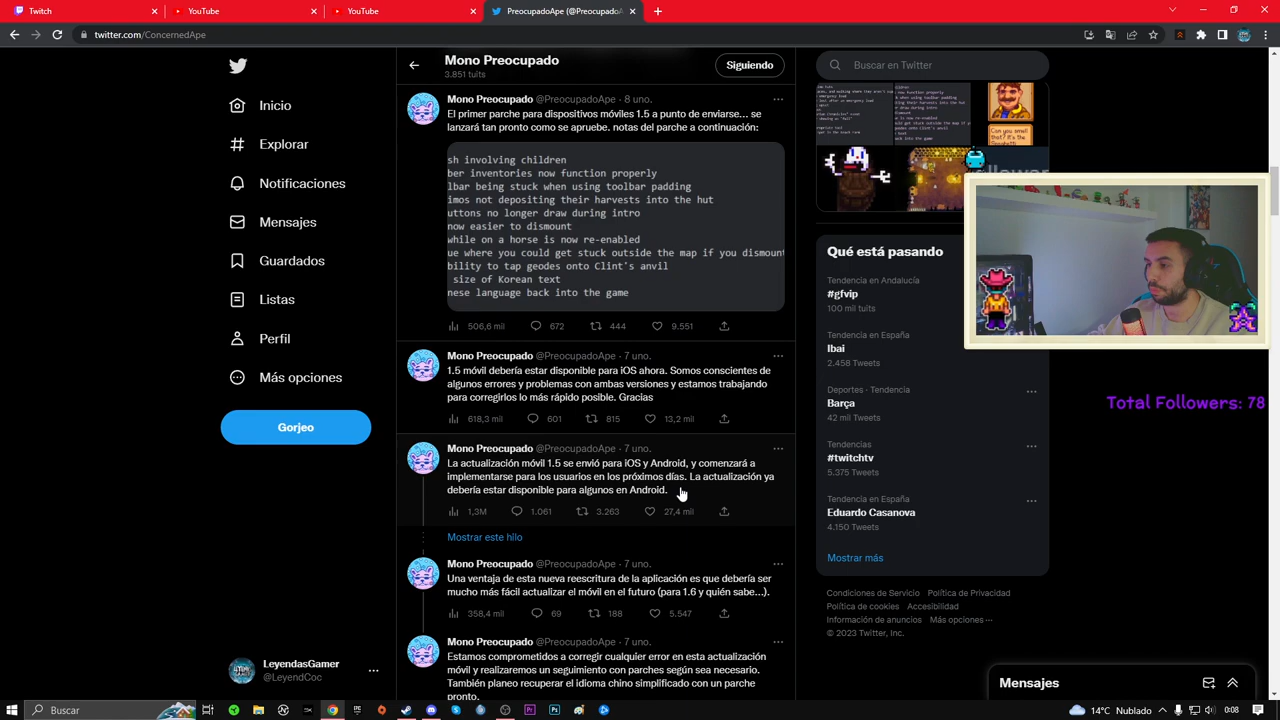 Twitch
YouTube
YouTube
PreocupadoApe (@Preocupado
twitter.com/ConcernedApe
Inicio
Explorar
Notificaciones
Mensajes
Guardados
Listas
Perfil
Más opciones
Gorjeo
LeyendasGamer
@LeyendCoc
Mono Preocupado
3.851 tuits
Siguiendo
Mono Preocupado @PreocupadoApe · 8 uno.
El primer parche para dispositivos móviles 1.5 a punto de enviarse... se
lanzará tan pronto como se apruebe. notas del parche a continuación:
sh involving children
ber inventories now function properly
lbar being stuck when using toolbar padding
imos not depositing their harvests into the hut
uttons no longer draw during intro
now easier to dismount
while on a horse is now re-enabled
ue where you could get stuck outside the map if you dismount
bility to tap geodes onto Clint's anvil
size of Korean text
nese language back into the game
506,6 mil 672 444 9.551
Mono Preocupado @PreocupadoApe · 7 uno.
1.5 móvil debería estar disponible para iOS ahora. Somos conscientes de
algunos errores y problemas con ambas versiones y estamos trabajando
para corregirlos lo más rápido posible. Gracias
618,3 mil 601 815 13,2 mil
Mono Preocupado @PreocupadoApe · 7 uno.
La actualización móvil 1.5 se envió para iOS y Android, y comenzará a
implementarse para los usuarios en los próximos días. La actualización ya
debería estar disponible para algunos en Android.
1,3M 1.061 3.263 27,4 mil
Mostrar este hilo
Mono Preocupado @PreocupadoApe · 7 uno.
Una ventaja de esta nueva reescritura de la aplicación es que debería ser
mucho más fácil actualizar el móvil en el futuro (para 1.6 y quién sabe...).
358,4 mil 69 188 5.547
Mono Preocupado @PreocupadoApe · 7 uno.
Estamos comprometidos a corregir cualquier error en esta actualización
móvil y realizaremos un seguimiento con parches según sea necesario.
También planeo recuperar el idioma chino simplificado con un parche
pronto.
Buscar en Twitter
Can you smell
that? It's the
Qué está pasando
Tendencia en Andalucía
#gfvip
100 mil tuits
Tendencia en España
Ibai
2.458 Tweets
Deportes · Tendencia
Barça
42 mil Tweets
Tendencias
#twitchtv
5.375 Tweets
Tendencia en España
Eduardo Casanova
4.150 Tweets
Mostrar más
Condiciones de Servicio Política de Privacidad
Política de cookies Accesibilidad
Información de anuncios Más opciones ···
© 2023 Twitter, Inc.
Total Followers: 78
Mensajes
Buscar
14°C Nublado
0:08